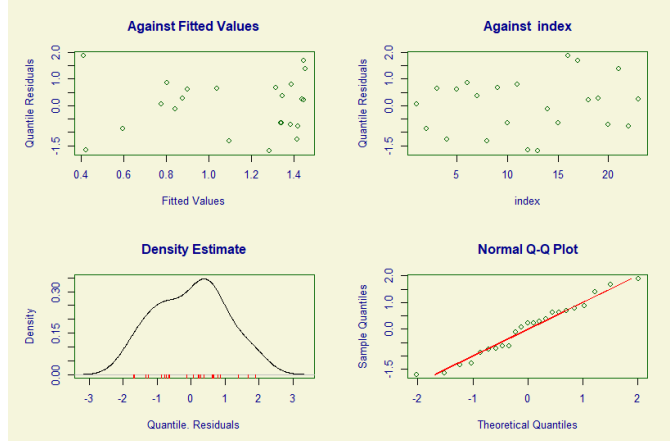 Against Fitted Values
Quantile Residuals
2.0
1.0
0.0
-1.5
0.4 0.6 0.8 1.0 1.2 1.4
Fitted Values
Against index
Quantile Residuals
2.0
1.0
0.0
-1.5
5 10 15 20
index
Density Estimate
Density
0.30
0.15
0.00
-3 -2 -1 0 1 2 3
Quantile. Residuals
Normal Q-Q Plot
Sample Quantiles
2.0
1.0
0.0
-1.5
-2 -1 0 1 2
Theoretical Quantiles